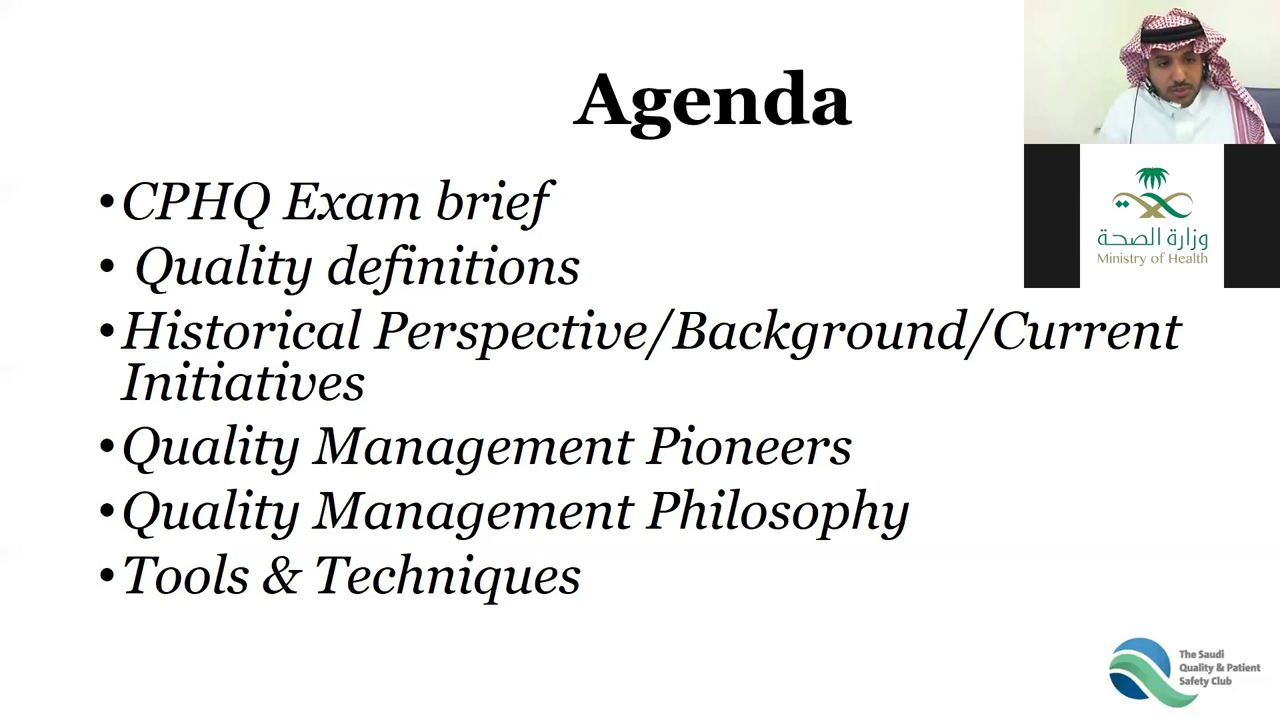 Agenda
•CPHQ Exam brief
• Quality definitions
•Historical Perspective/Background/Current
Initiatives
•Quality Management Pioneers
•Quality Management Philosophy
•Tools & Techniques
وزارة الصحة
Ministry of Health
The Saudi
Quality & Patient
Safety Club